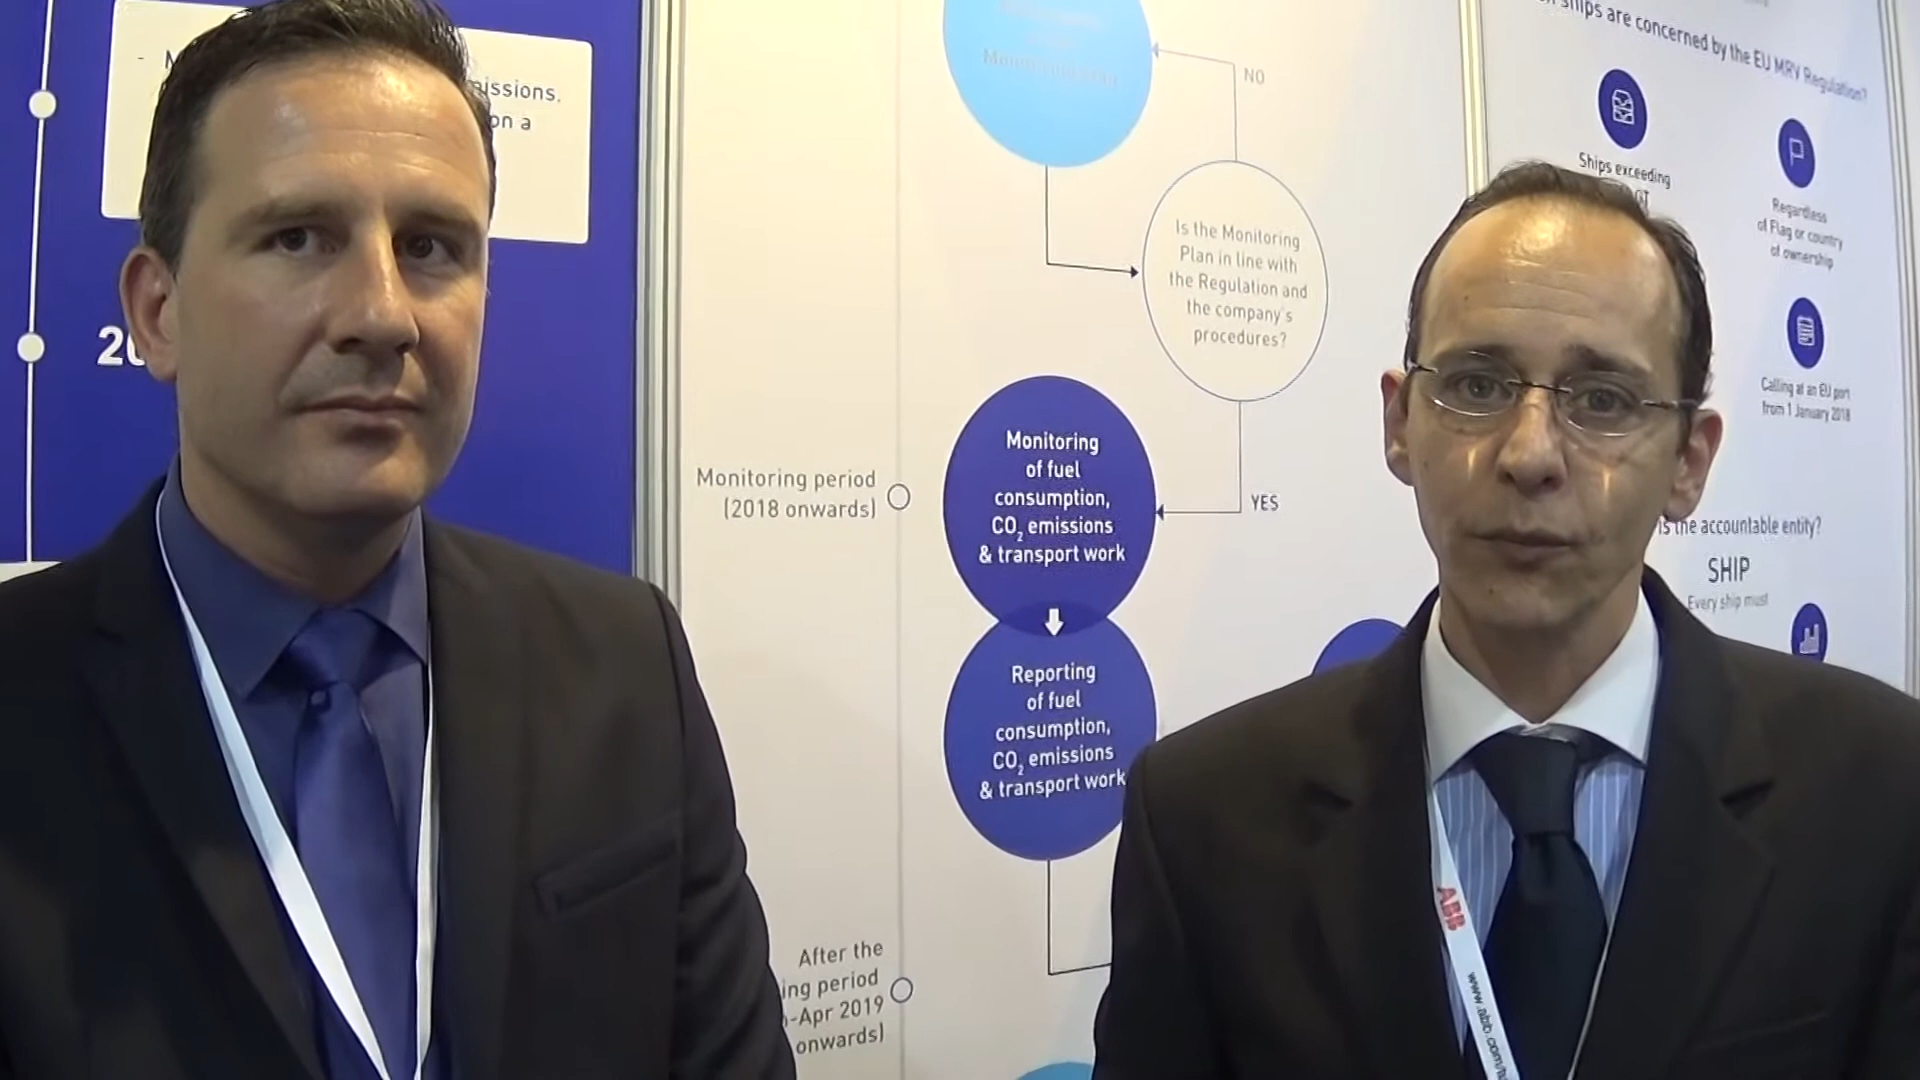 issions.
on a
20
NO
Is the Monitoring
Plan in line with
the Regulation and
the company's
procedures?
YES
Monitoring period
(2018 onwards)
Monitoring
of fuel
consumption,
CO₂ emissions
& transport work
Reporting
of fuel
consumption,
CO₂ emissions
& transport work
After the
ing period
-Apr 2019
onwards)
ships are concerned by the EU MRV Regulation?
Ships exceeding
GT
Regardless
of Flag or country
of ownership
Calling at an EU port
from 1 January 2018
is the accountable entity?
SHIP
Every ship must
ABB
www.abb.com/